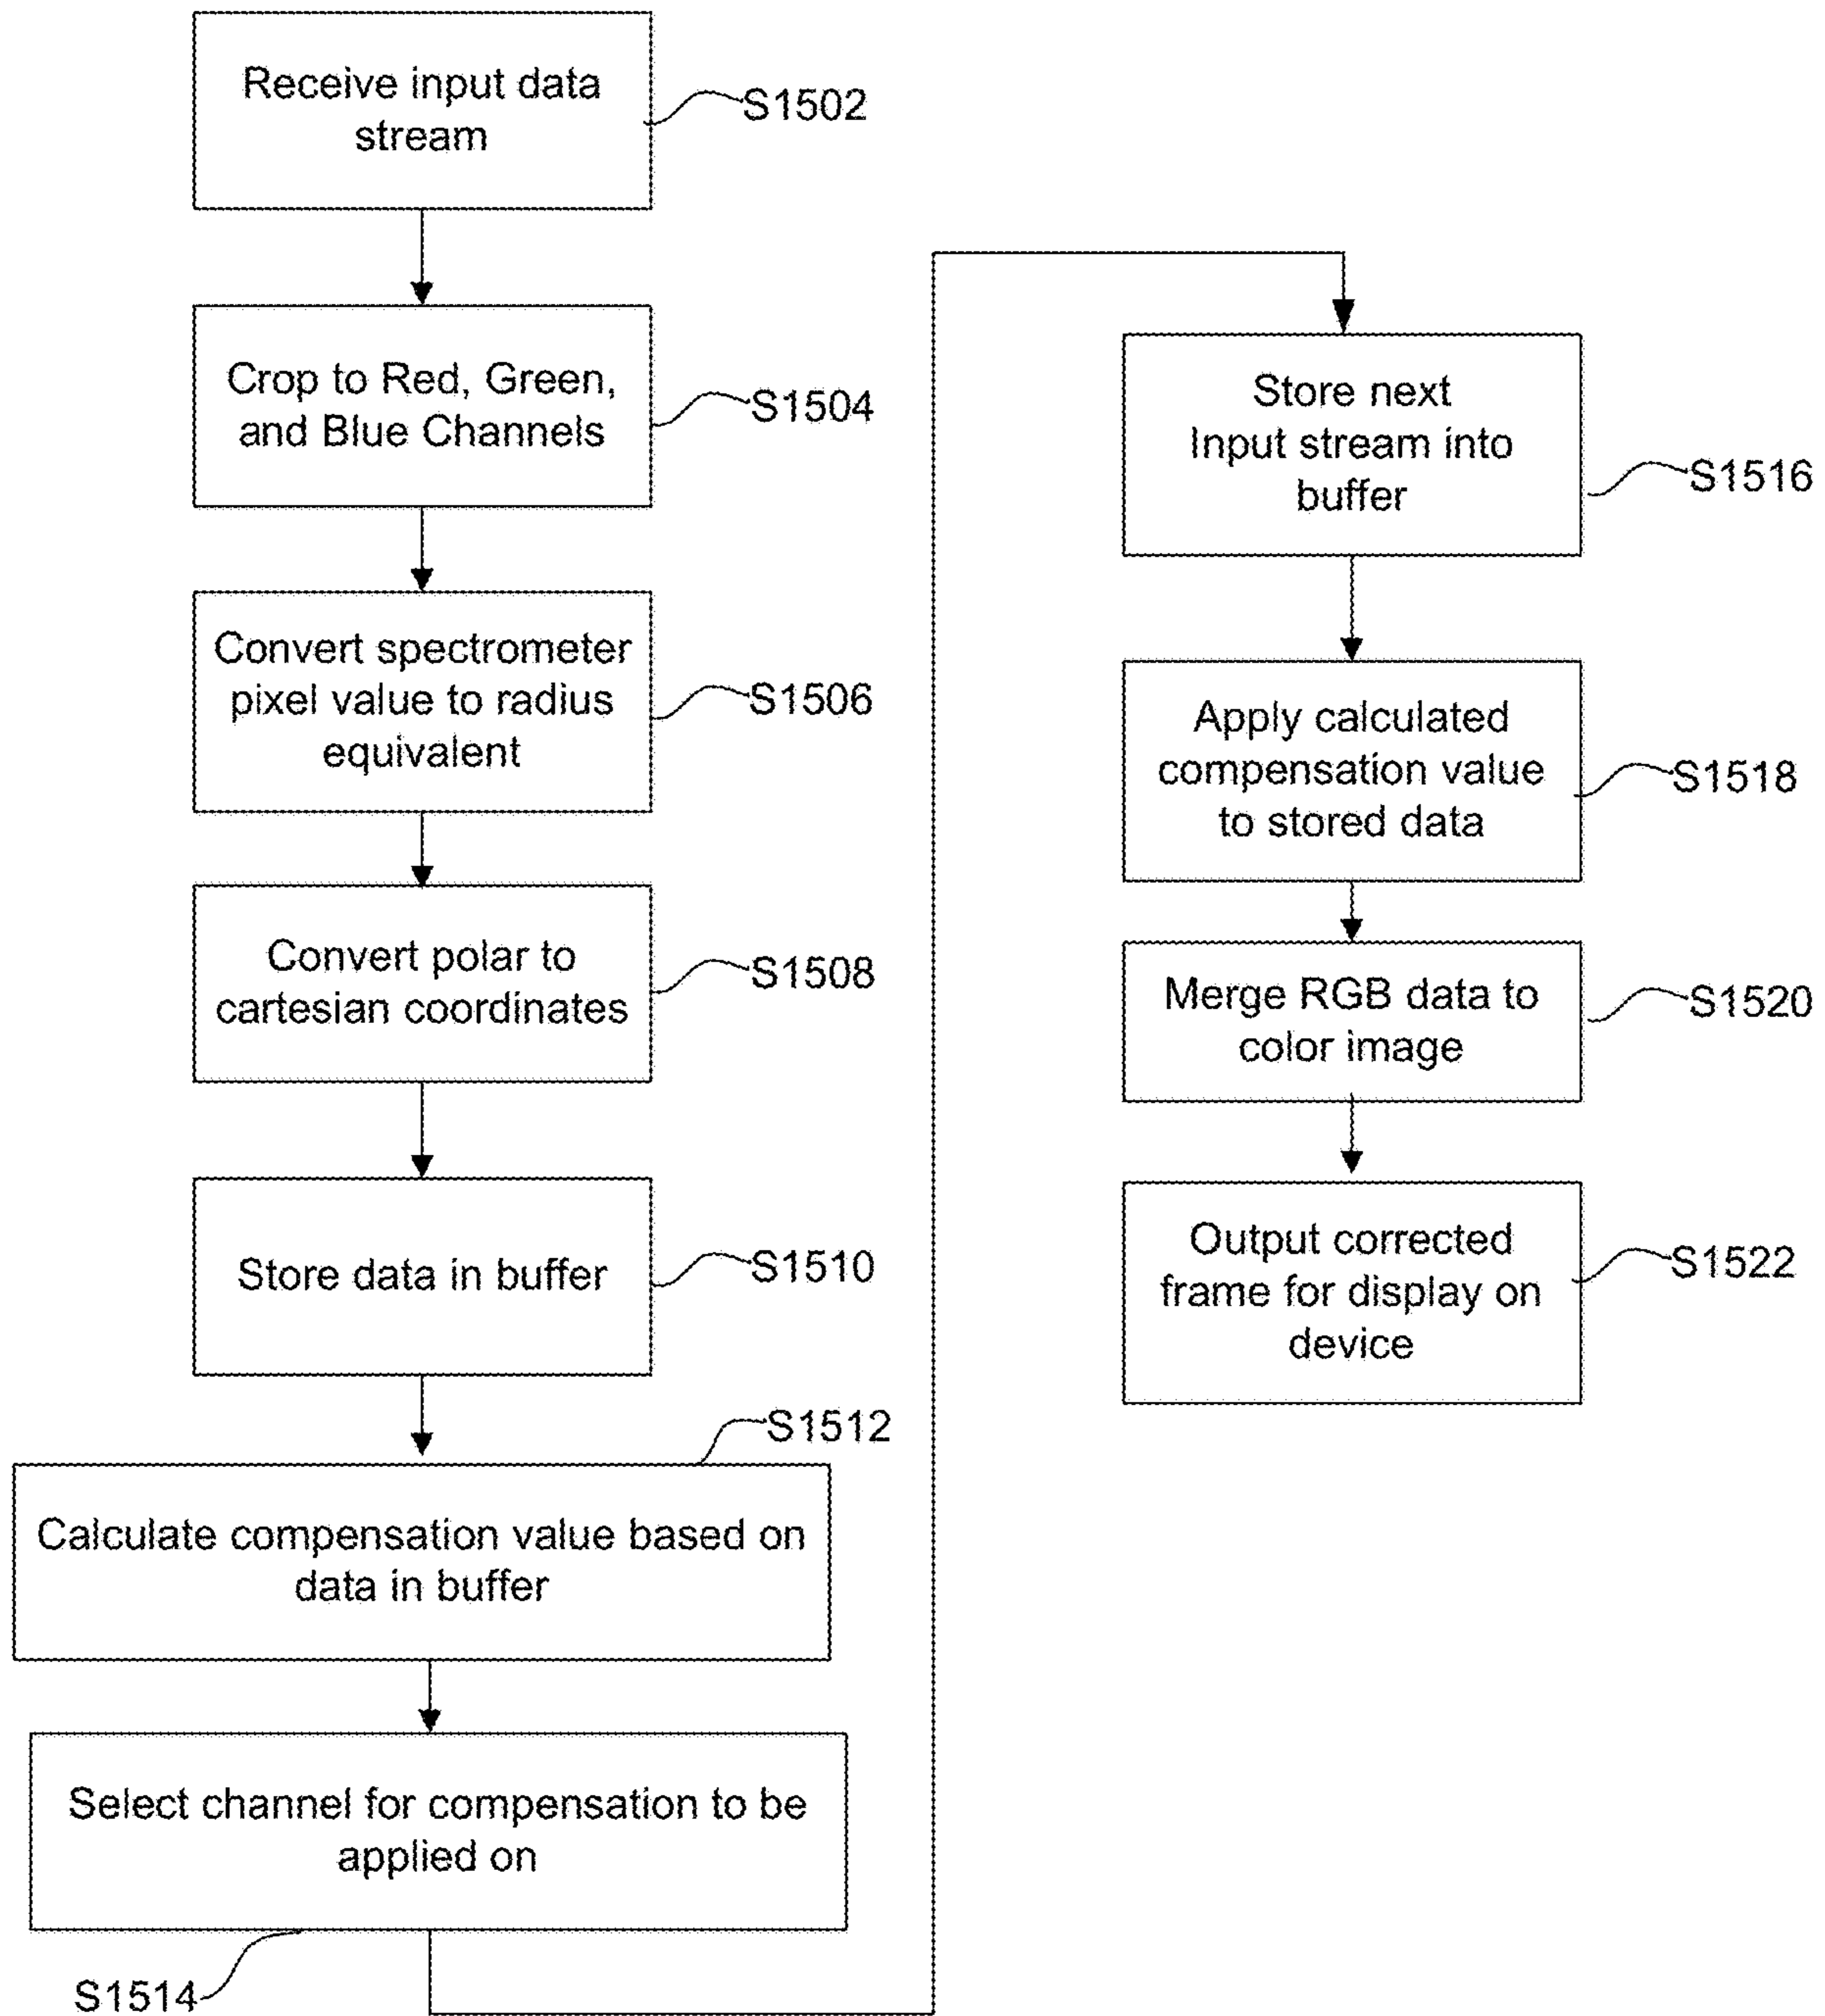 Receive input data
stream
S1502
Crop to Red, Green,
and Blue Channels
S1504
Convert spectrometer
pixel value to radius
equivalent
S1506
Convert polar to
cartesian coordinates
S1508
Store data in buffer
S1510
S1512
Calculate compensation value based on
data in buffer
Select channel for compensation to be
applied on
S1514
Store next
Input stream into
buffer
S1516
Apply calculated
compensation value
to stored data
S1518
Merge RGB data to
color image
S1520
Output corrected
frame for display on
device
S1522